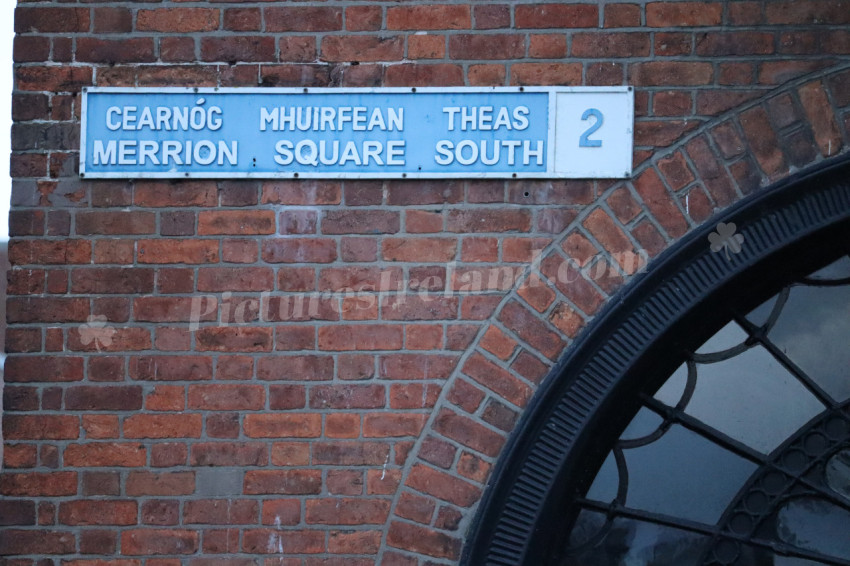 CEARNÓG MHUIRFEAN THEAS
MERRION SQUARE SOUTH
2
PicturesIreland.com